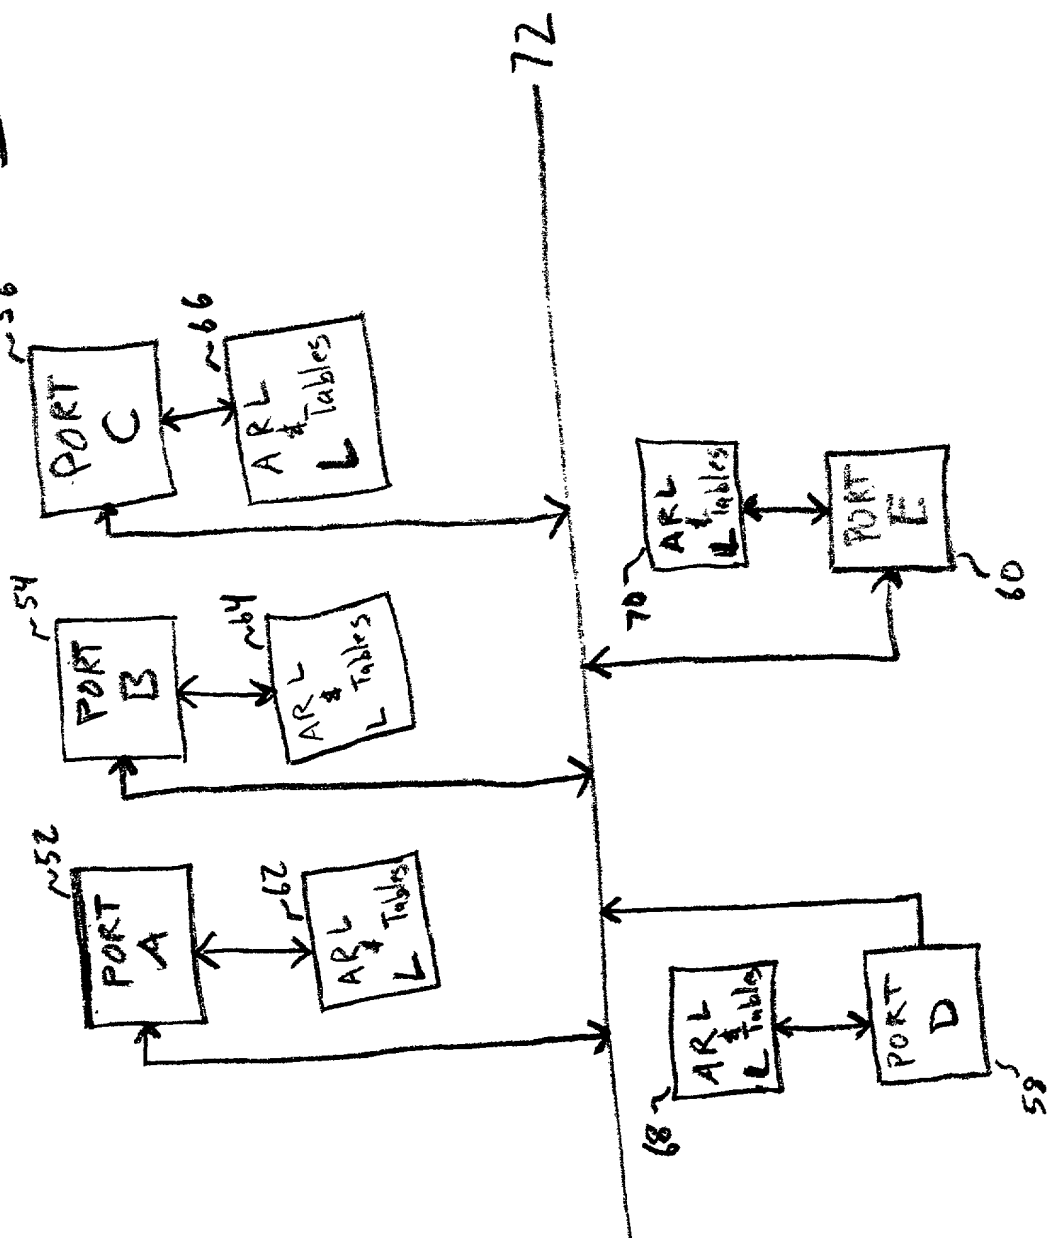 52
PORT
A
62
ARL
&
L Tables
54
PORT
B
64
ARL
&
L Tables
56
PORT
C
66
ARL
&
L Tables
72
68
ARL
&
L Tables
PORT
D
58
70
ARL
&
L Tables
PORT
E
60